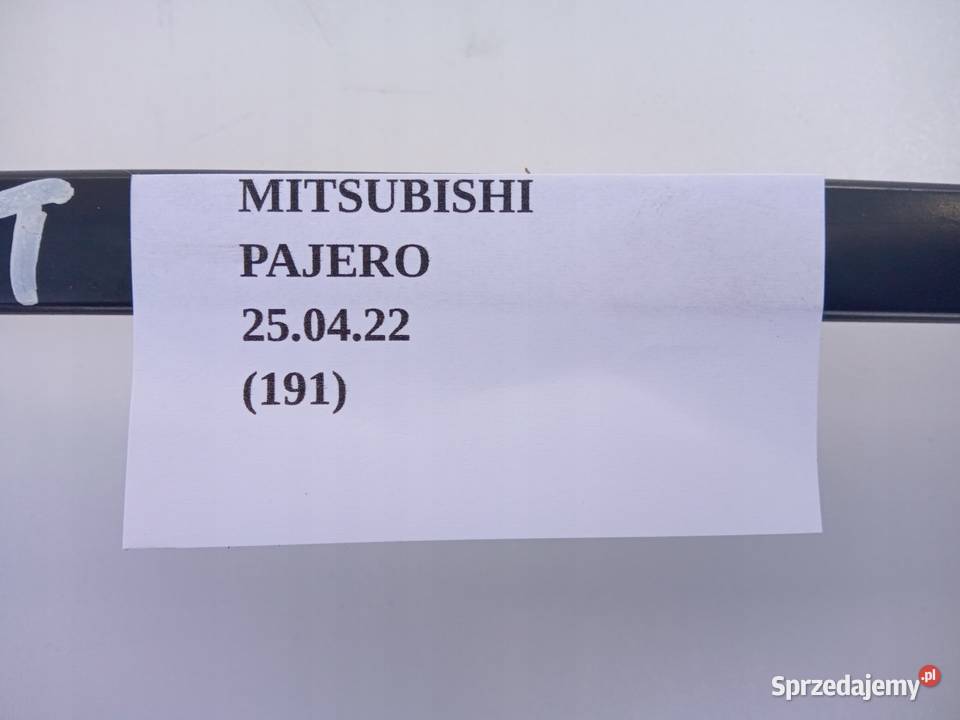 T
MITSUBISHI
PAJERO
25.04.22
(191)
Sprzedajemy.pl